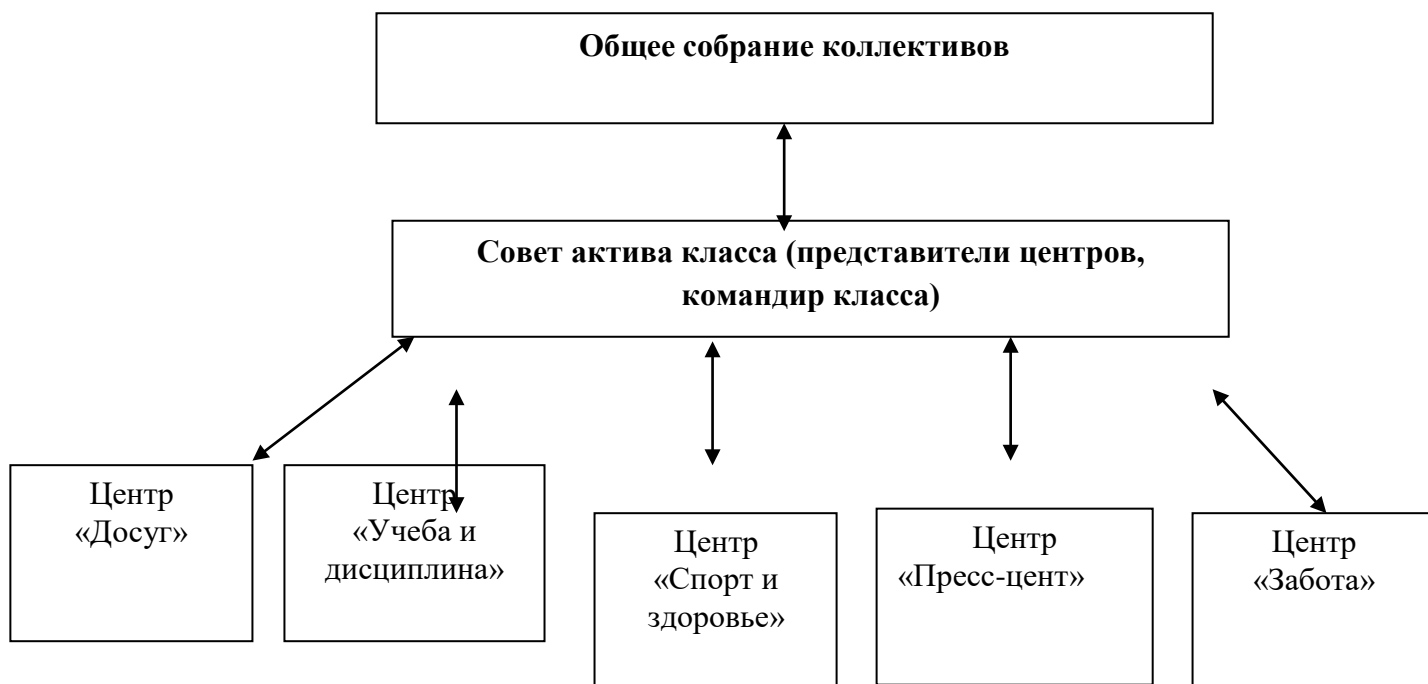 Общее собрание коллективов
Совет актива класса (представители центров,
командир класса)
Центр
«Досуг»
Центр
«Учеба и
дисциплина»
Центр
«Спорт и
здоровье»
Центр
«Пресс-цент»
Центр
«Забота»